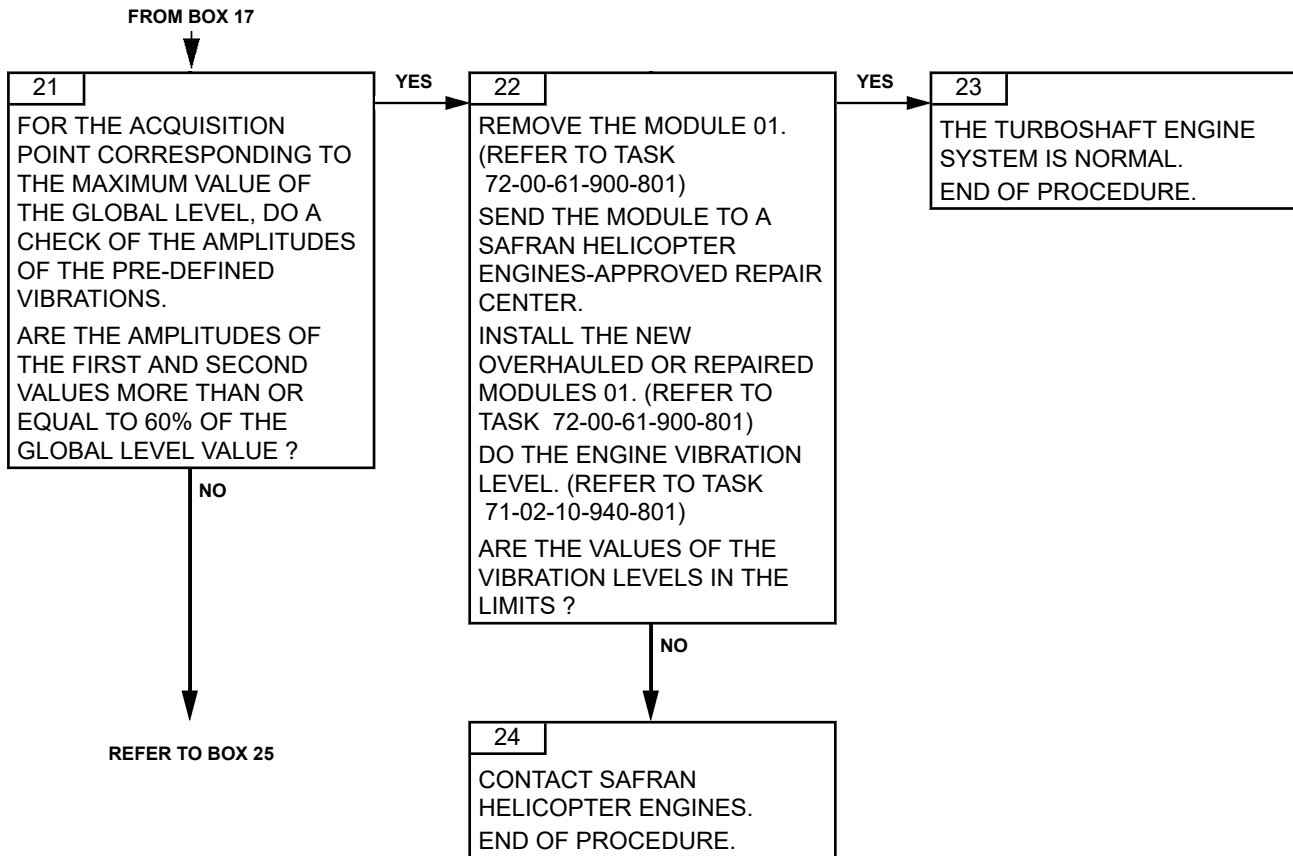 FROM BOX 17
21
FOR THE ACQUISITION
POINT CORRESPONDING TO
THE MAXIMUM VALUE OF
THE GLOBAL LEVEL, DO A
CHECK OF THE AMPLITUDES
OF THE PRE-DEFINED
VIBRATIONS.
ARE THE AMPLITUDES OF
THE FIRST AND SECOND
VALUES MORE THAN OR
EQUAL TO 60% OF THE
GLOBAL LEVEL VALUE ?
YES
NO
REFER TO BOX 25
22
REMOVE THE MODULE 01.
(REFER TO TASK
72-00-61-900-801)
SEND THE MODULE TO A
SAFRAN HELICOPTER
ENGINES-APPROVED REPAIR
CENTER.
INSTALL THE NEW
OVERHAULED OR REPAIRED
MODULES 01. (REFER TO
TASK 72-00-61-900-801)
DO THE ENGINE VIBRATION
LEVEL. (REFER TO TASK
71-02-10-940-801)
ARE THE VALUES OF THE
VIBRATION LEVELS IN THE
LIMITS ?
YES
NO
23
THE TURBOSHAFT ENGINE
SYSTEM IS NORMAL.
END OF PROCEDURE.
24
CONTACT SAFRAN
HELICOPTER ENGINES.
END OF PROCEDURE.